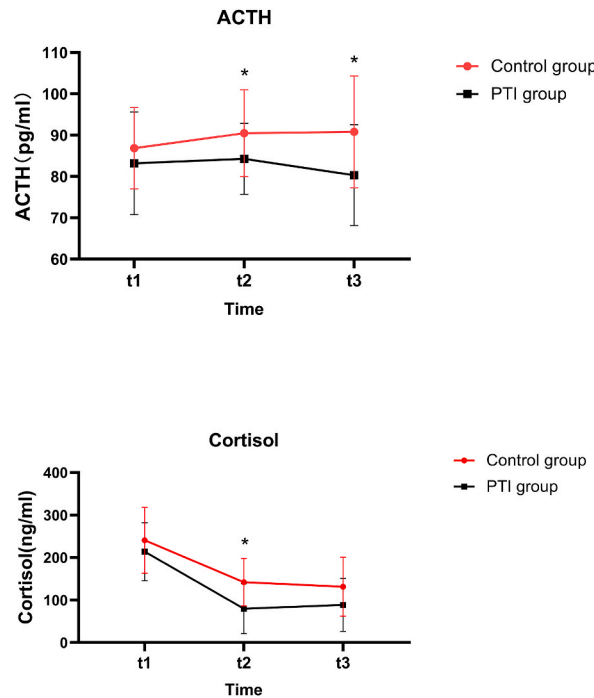 ACTH
110
100
90
80
70
60
ACTH(pg/ml)
*
*
t1
t2
t3
Time
Control group
PTI group
Cortisol
400
300
200
100
0
Cortisol(ng/ml)
*
t1
t2
t3
Time
Control group
PTI group